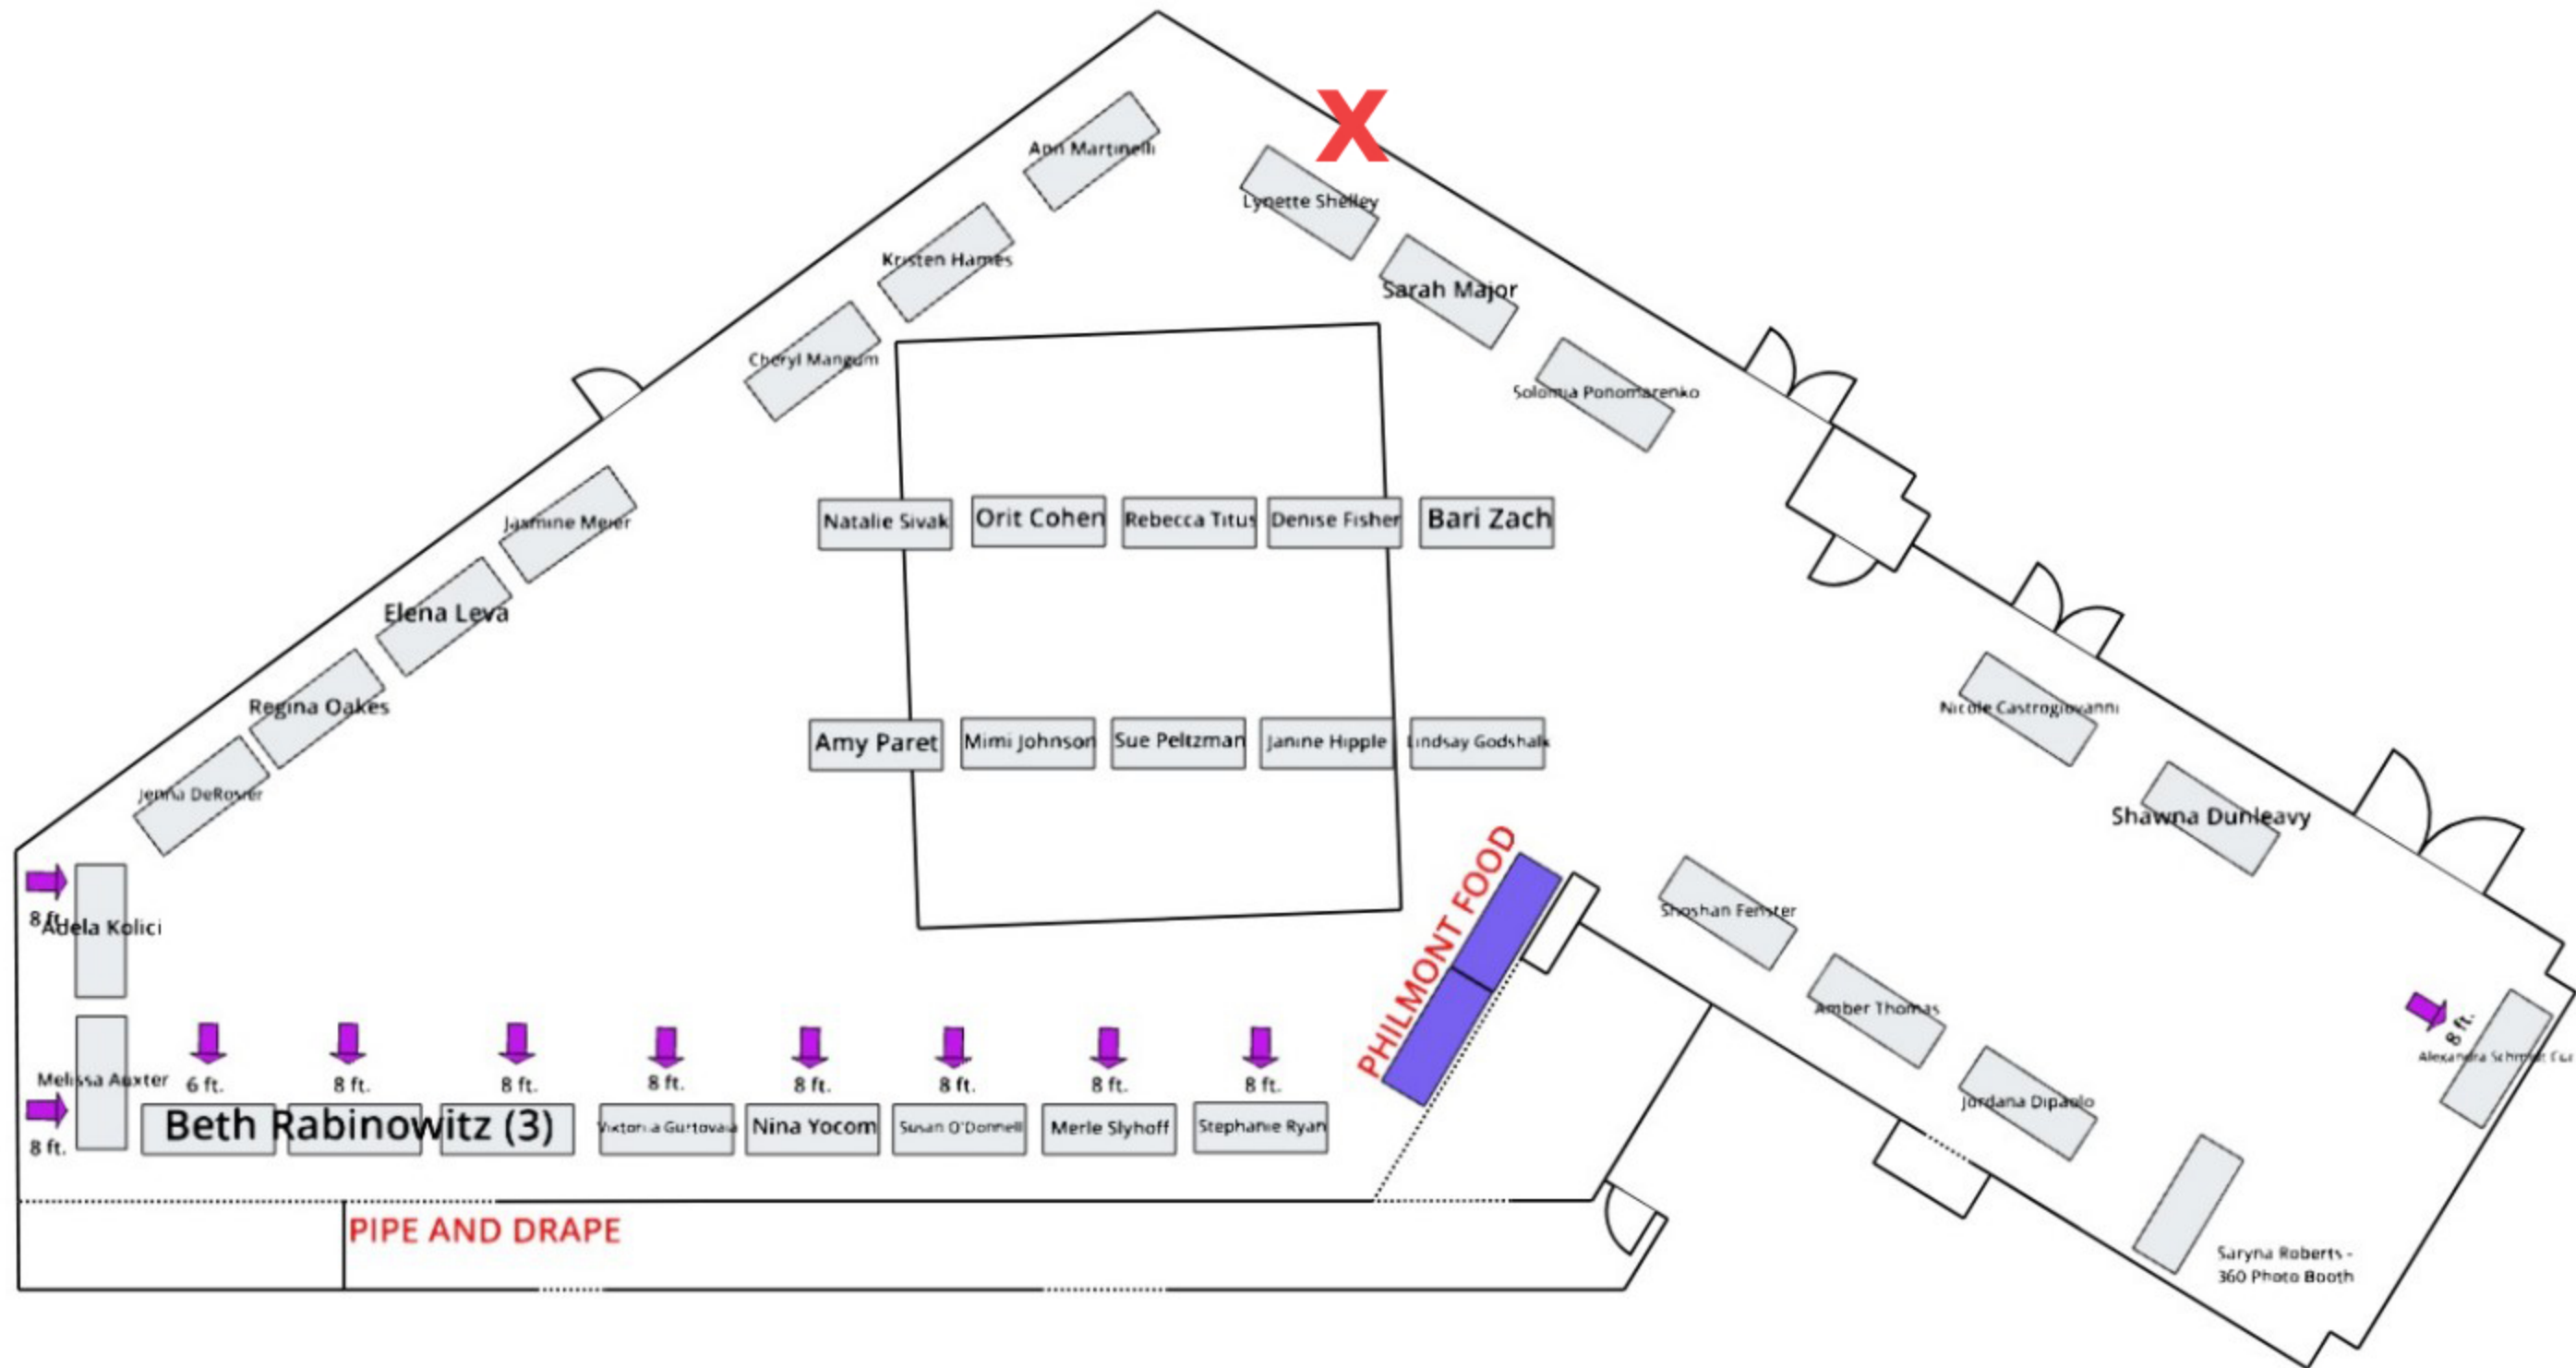 X
Ann Martinelli
Lynette Shelley
Kristen Hames
Sarah Major
Cheryl Mangum
Solomia Ponomarenko
Jasmine Meier
Natalie Sivak
Orit Cohen
Rebecca Titus
Denise Fisher
Bari Zach
Elena Leva
Regina Oakes
Nicole Castrogiovanni
Amy Paret
Mimi Johnson
Sue Peltzman
Janine Hipple
Lindsay Godshalk
Jenna DeRosier
Shawna Dunleavy
PHILMONT FOOD
Shoshan Fenster
8 ft.
Adela Kolici
Amber Thomas
8 ft.
Alexandra Schmidt
Melissa Auxter
8 ft.
6 ft.
8 ft.
8 ft.
8 ft.
8 ft.
8 ft.
8 ft.
8 ft.
Jordana Dipaolo
Beth Rabinowitz (3)
Viktoriia Gurtovaia
Nina Yocom
Susan O'Donnell
Merle Slyhoff
Stephanie Ryan
PIPE AND DRAPE
Saryna Roberts -
360 Photo Booth